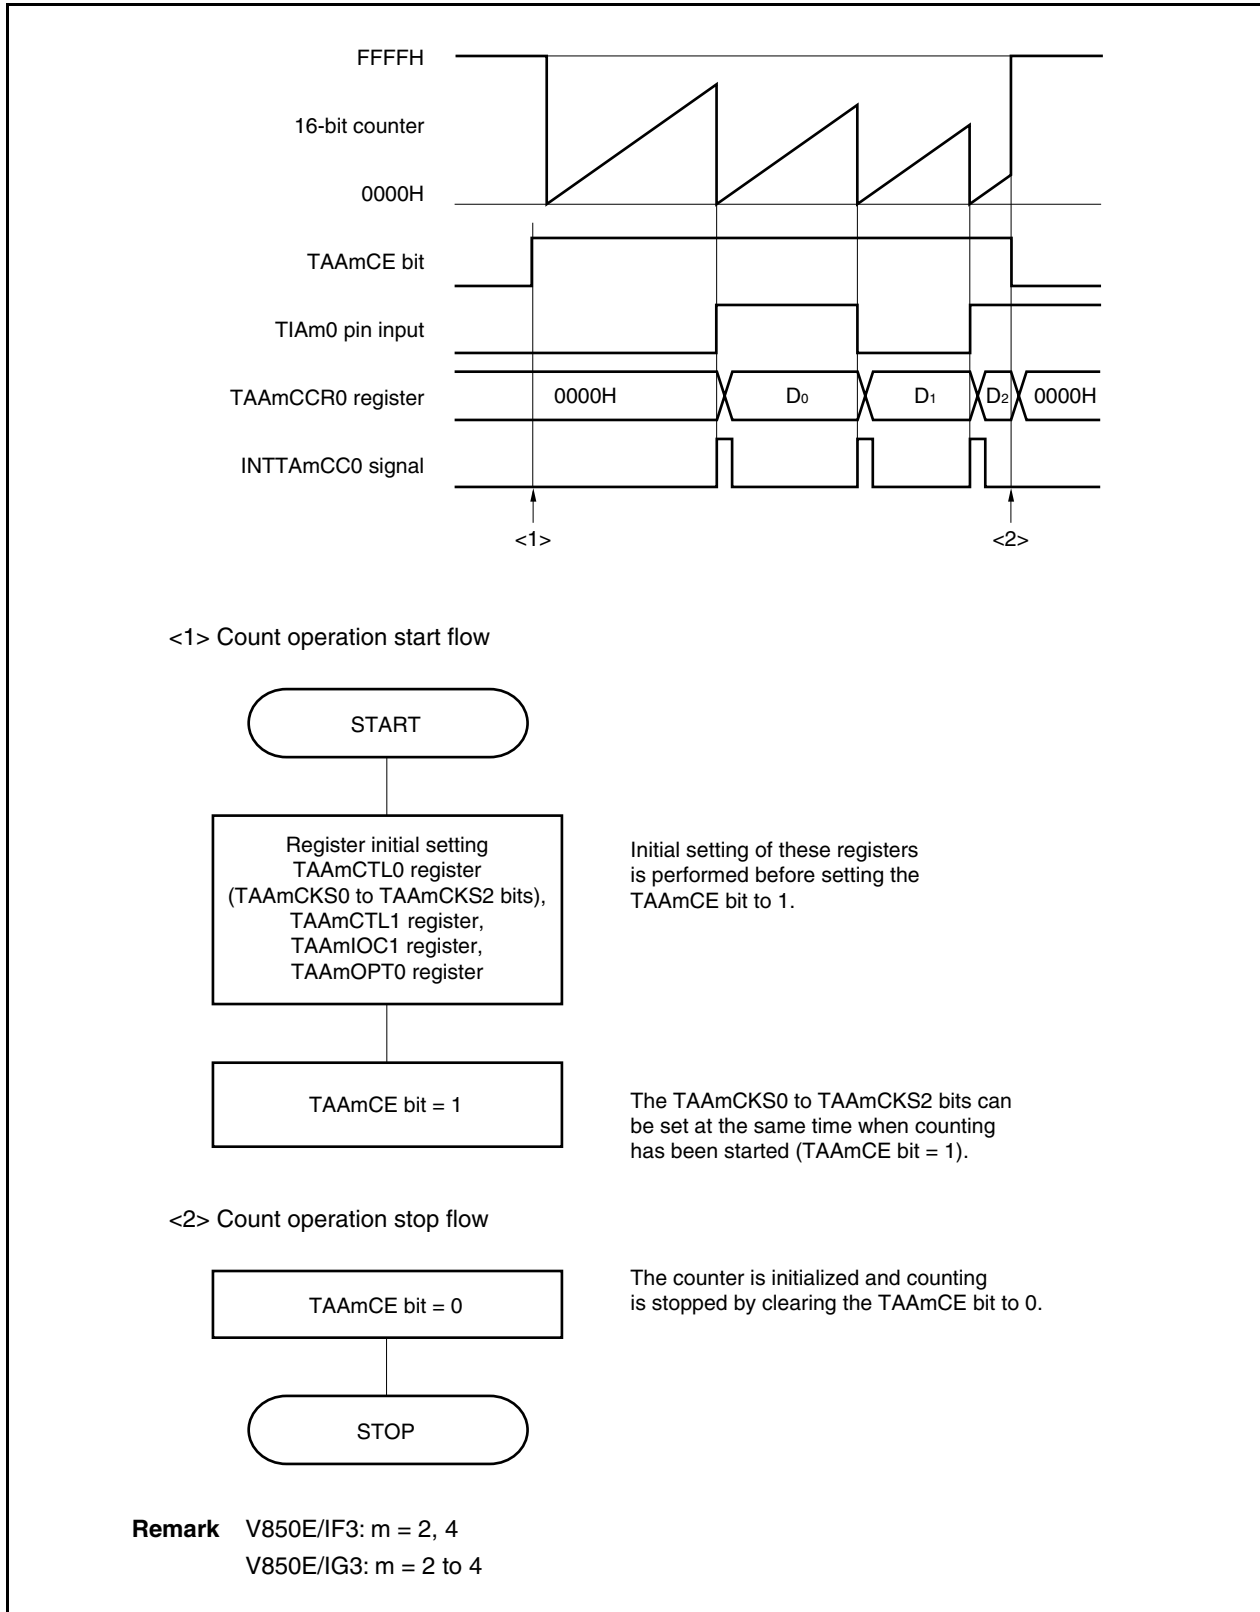 FFFFH
16-bit counter
0000H
TAAmCE bit
TIAm0 pin input
TAAmCCR0 register
0000H
D0
D1
D2
0000H
INTTAmCC0 signal
<1>
<2>
<1> Count operation start flow
START
Register initial setting
TAAmCTL0 register
(TAAmCKS0 to TAAmCKS2 bits),
TAAmCTL1 register,
TAAmIOC1 register,
TAAmOPT0 register
Initial setting of these registers
is performed before setting the
TAAmCE bit to 1.
TAAmCE bit = 1
The TAAmCKS0 to TAAmCKS2 bits can
be set at the same time when counting
has been started (TAAmCE bit = 1).
<2> Count operation stop flow
TAAmCE bit = 0
The counter is initialized and counting
is stopped by clearing the TAAmCE bit to 0.
STOP
Remark V850E/IF3: m = 2, 4
V850E/IG3: m = 2 to 4